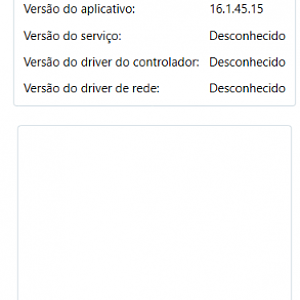 Versão do aplicativo: 16.1.45.15
Versão do serviço: Desconhecido
Versão do driver do controlador: Desconhecido
Versão do driver de rede: Desconhecido